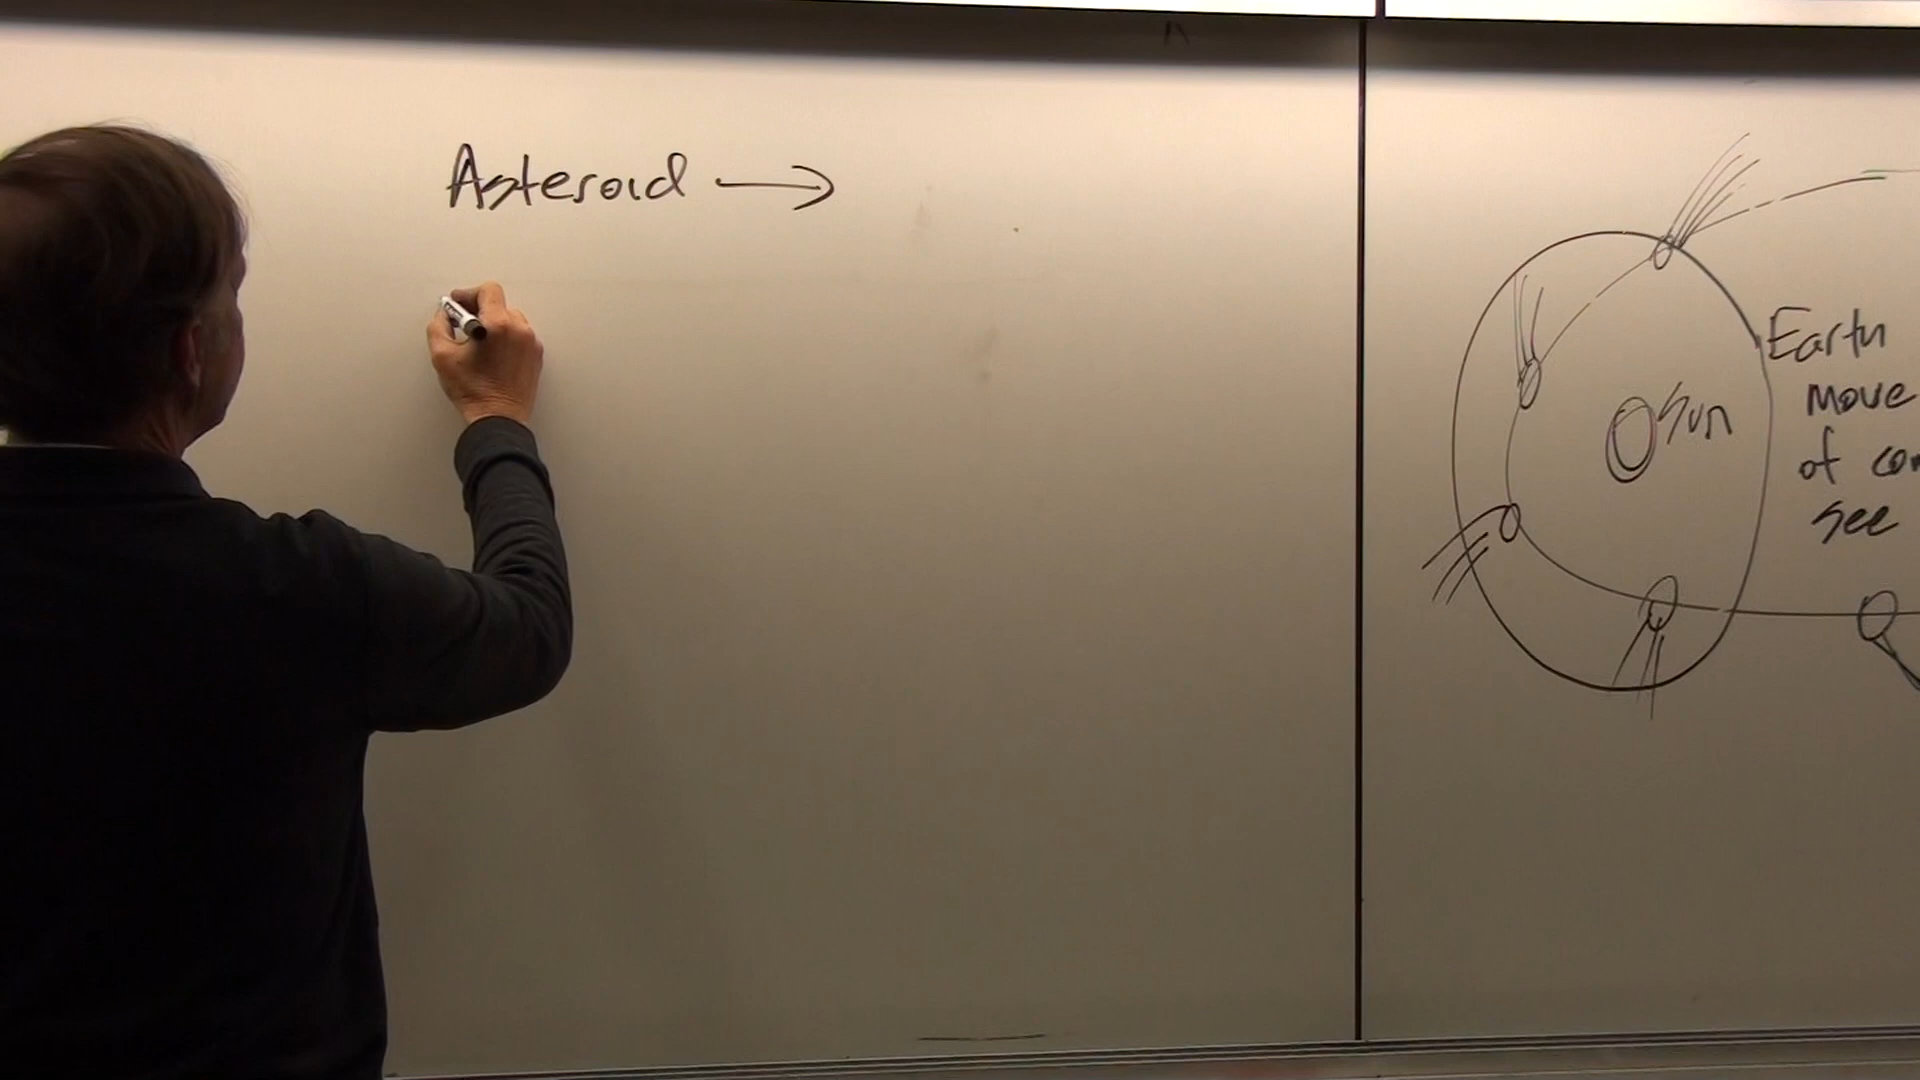 Asteroid →
Sun
Earth
move
of
see